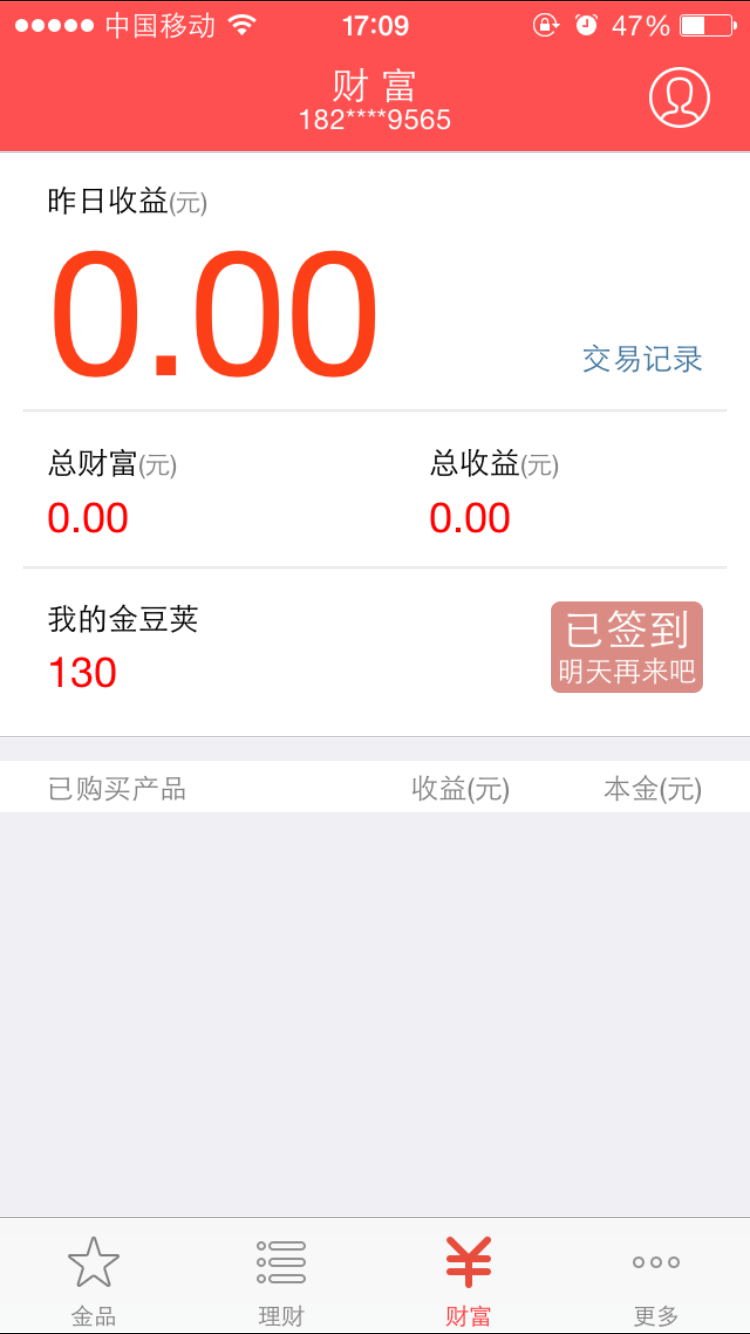 中国移动 17:09 47%
财富
182****9565
昨日收益(元)
0.00
交易记录
总财富(元) 总收益(元)
0.00 0.00
我的金豆荚
130
已签到
明天再来吧
已购买产品 收益(元) 本金(元)
金品 理财 财富 更多